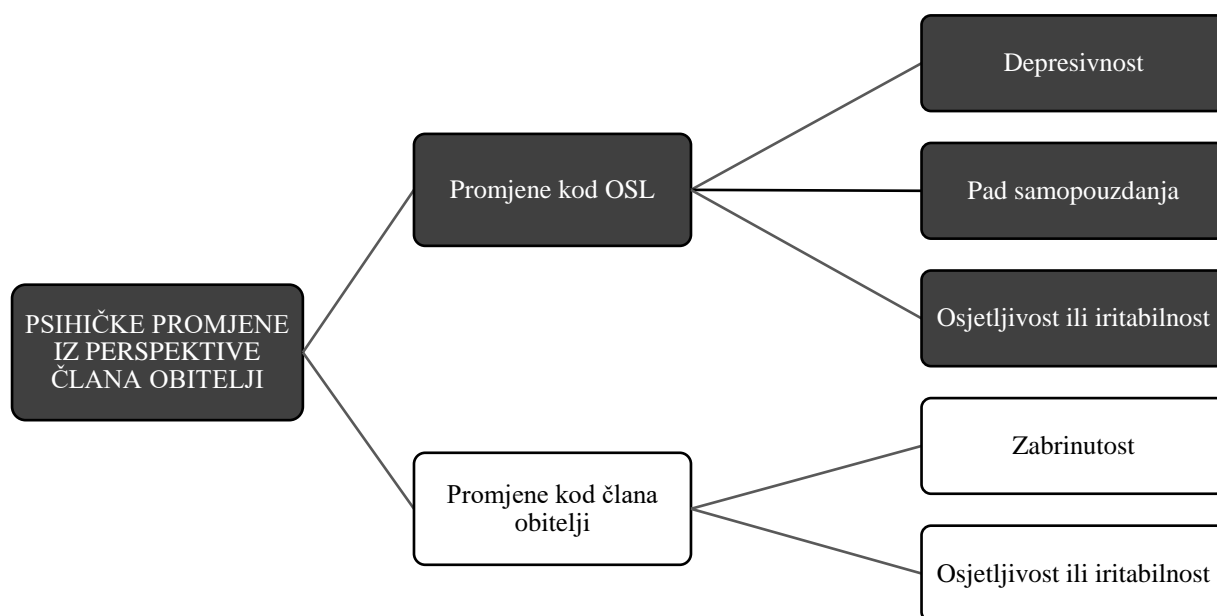 PSIHIČKE PROMJENE
IZ PERSPEKTIVE
ČLANA OBITELJI
Promjene kod OSL
Depresivnost
Pad samopouzdanja
Osjetljivost ili iritabilnost
Promjene kod člana
obitelji
Zabrinutost
Osjetljivost ili iritabilnost